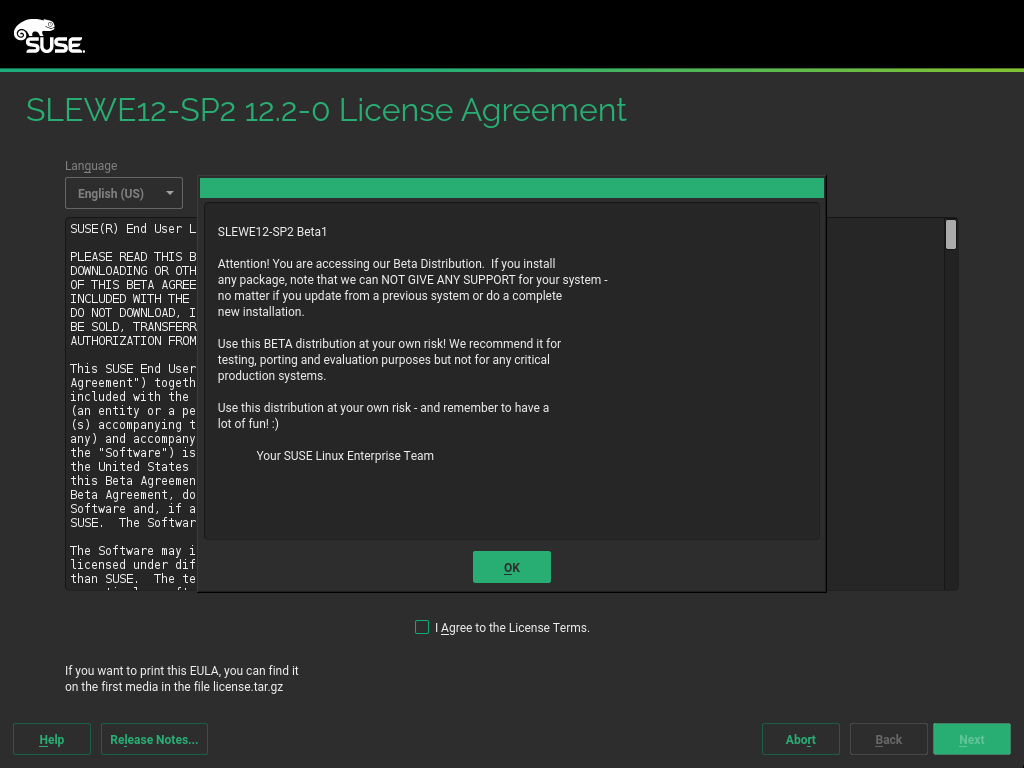 SUSE.
SLEWE12-SP2 12.2-0 License Agreement
Language
English (US)
SUSE(R) End User L
PLEASE READ THIS B
DOWNLOADING OR OTH
OF THIS BETA AGREE
INCLUDED WITH THE
DO NOT DOWNLOAD, I
BE SOLD, TRANSFERR
AUTHORIZATION FROM
This SUSE End User
Agreement") togeth
included with the
(an entity or a pe
(s) accompanying t
any) and accompany
the "Software") is
the United States
this Beta Agreemen
Beta Agreement, do
Software and, if a
SUSE.  The Softwar
The Software may i
licensed under dif
than SUSE.  The te
SLEWE12-SP2 Beta1
Attention! You are accessing our Beta Distribution.  If you install
any package, note that we can NOT GIVE ANY SUPPORT for your system -
no matter if you update from a previous system or do a complete
new installation.
Use this BETA distribution at your own risk! We recommend it for
testing, porting and evaluation purposes but not for any critical
production systems.
Use this distribution at your own risk - and remember to have a
lot of fun! :)
Your SUSE Linux Enterprise Team
OK
I Agree to the License Terms.
If you want to print this EULA, you can find it
on the first media in the file license.tar.gz
Help
Release Notes...
Abort
Back
Next